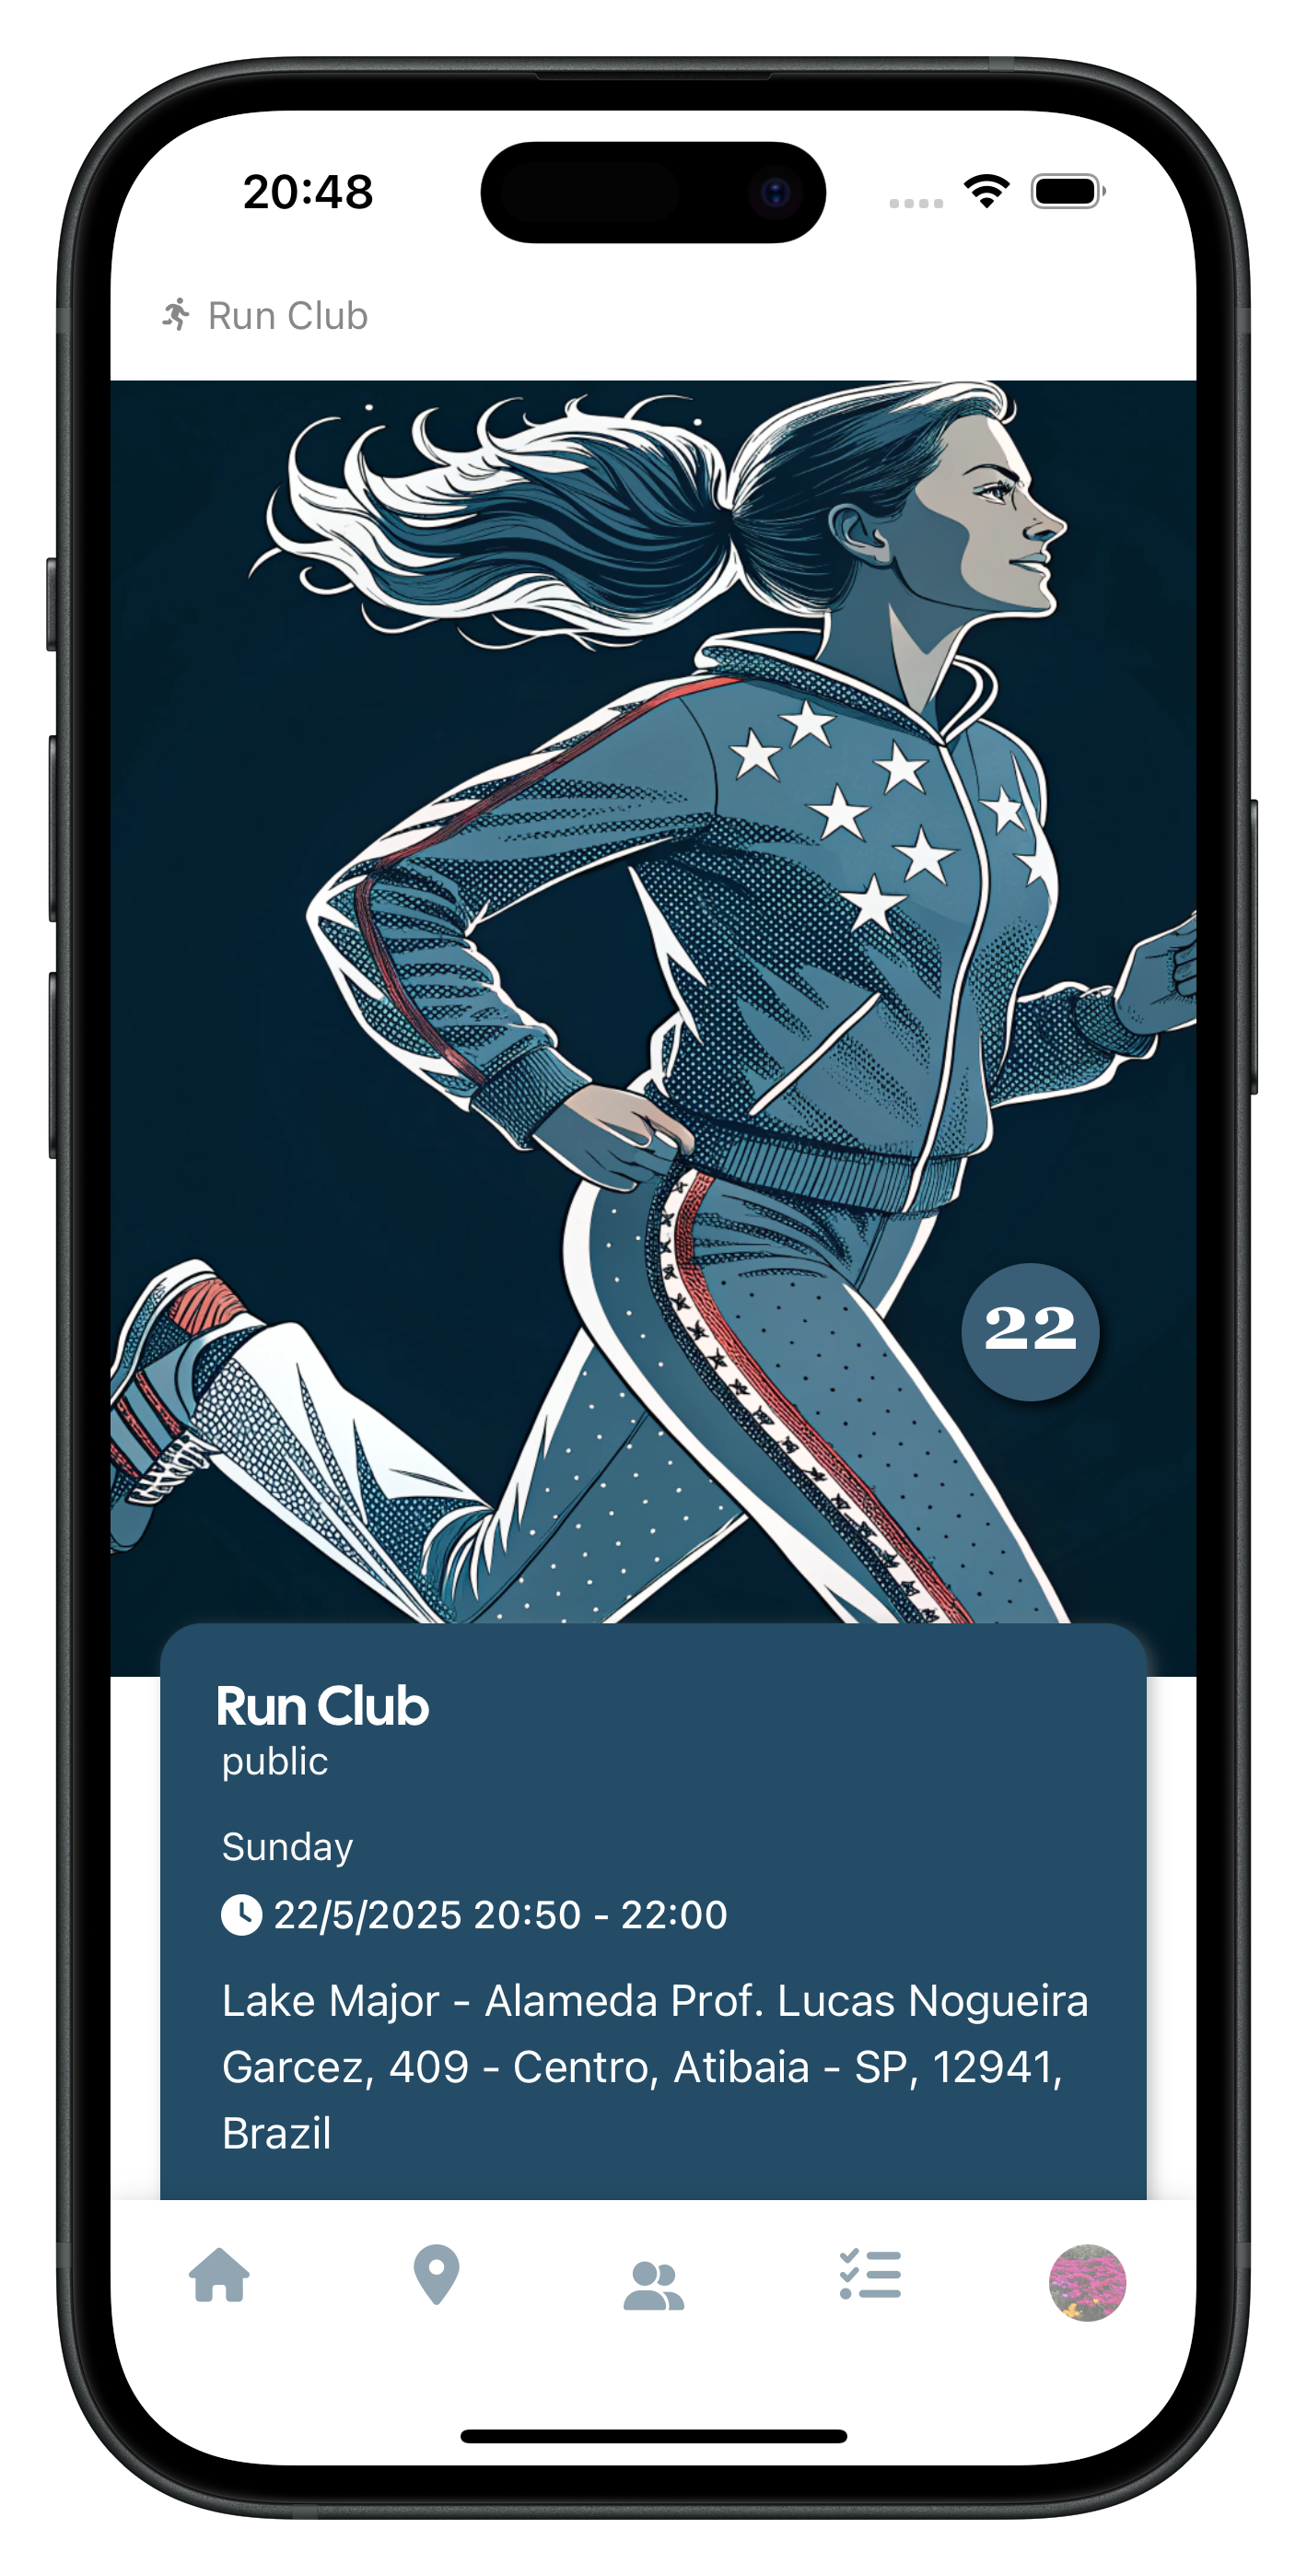 20:48
Run Club
22
Run Club
public
Sunday
22/5/2025 20:50 - 22:00
Lake Major - Alameda Prof. Lucas Nogueira
Garcez, 409 - Centro, Atibaia - SP, 12941,
Brazil